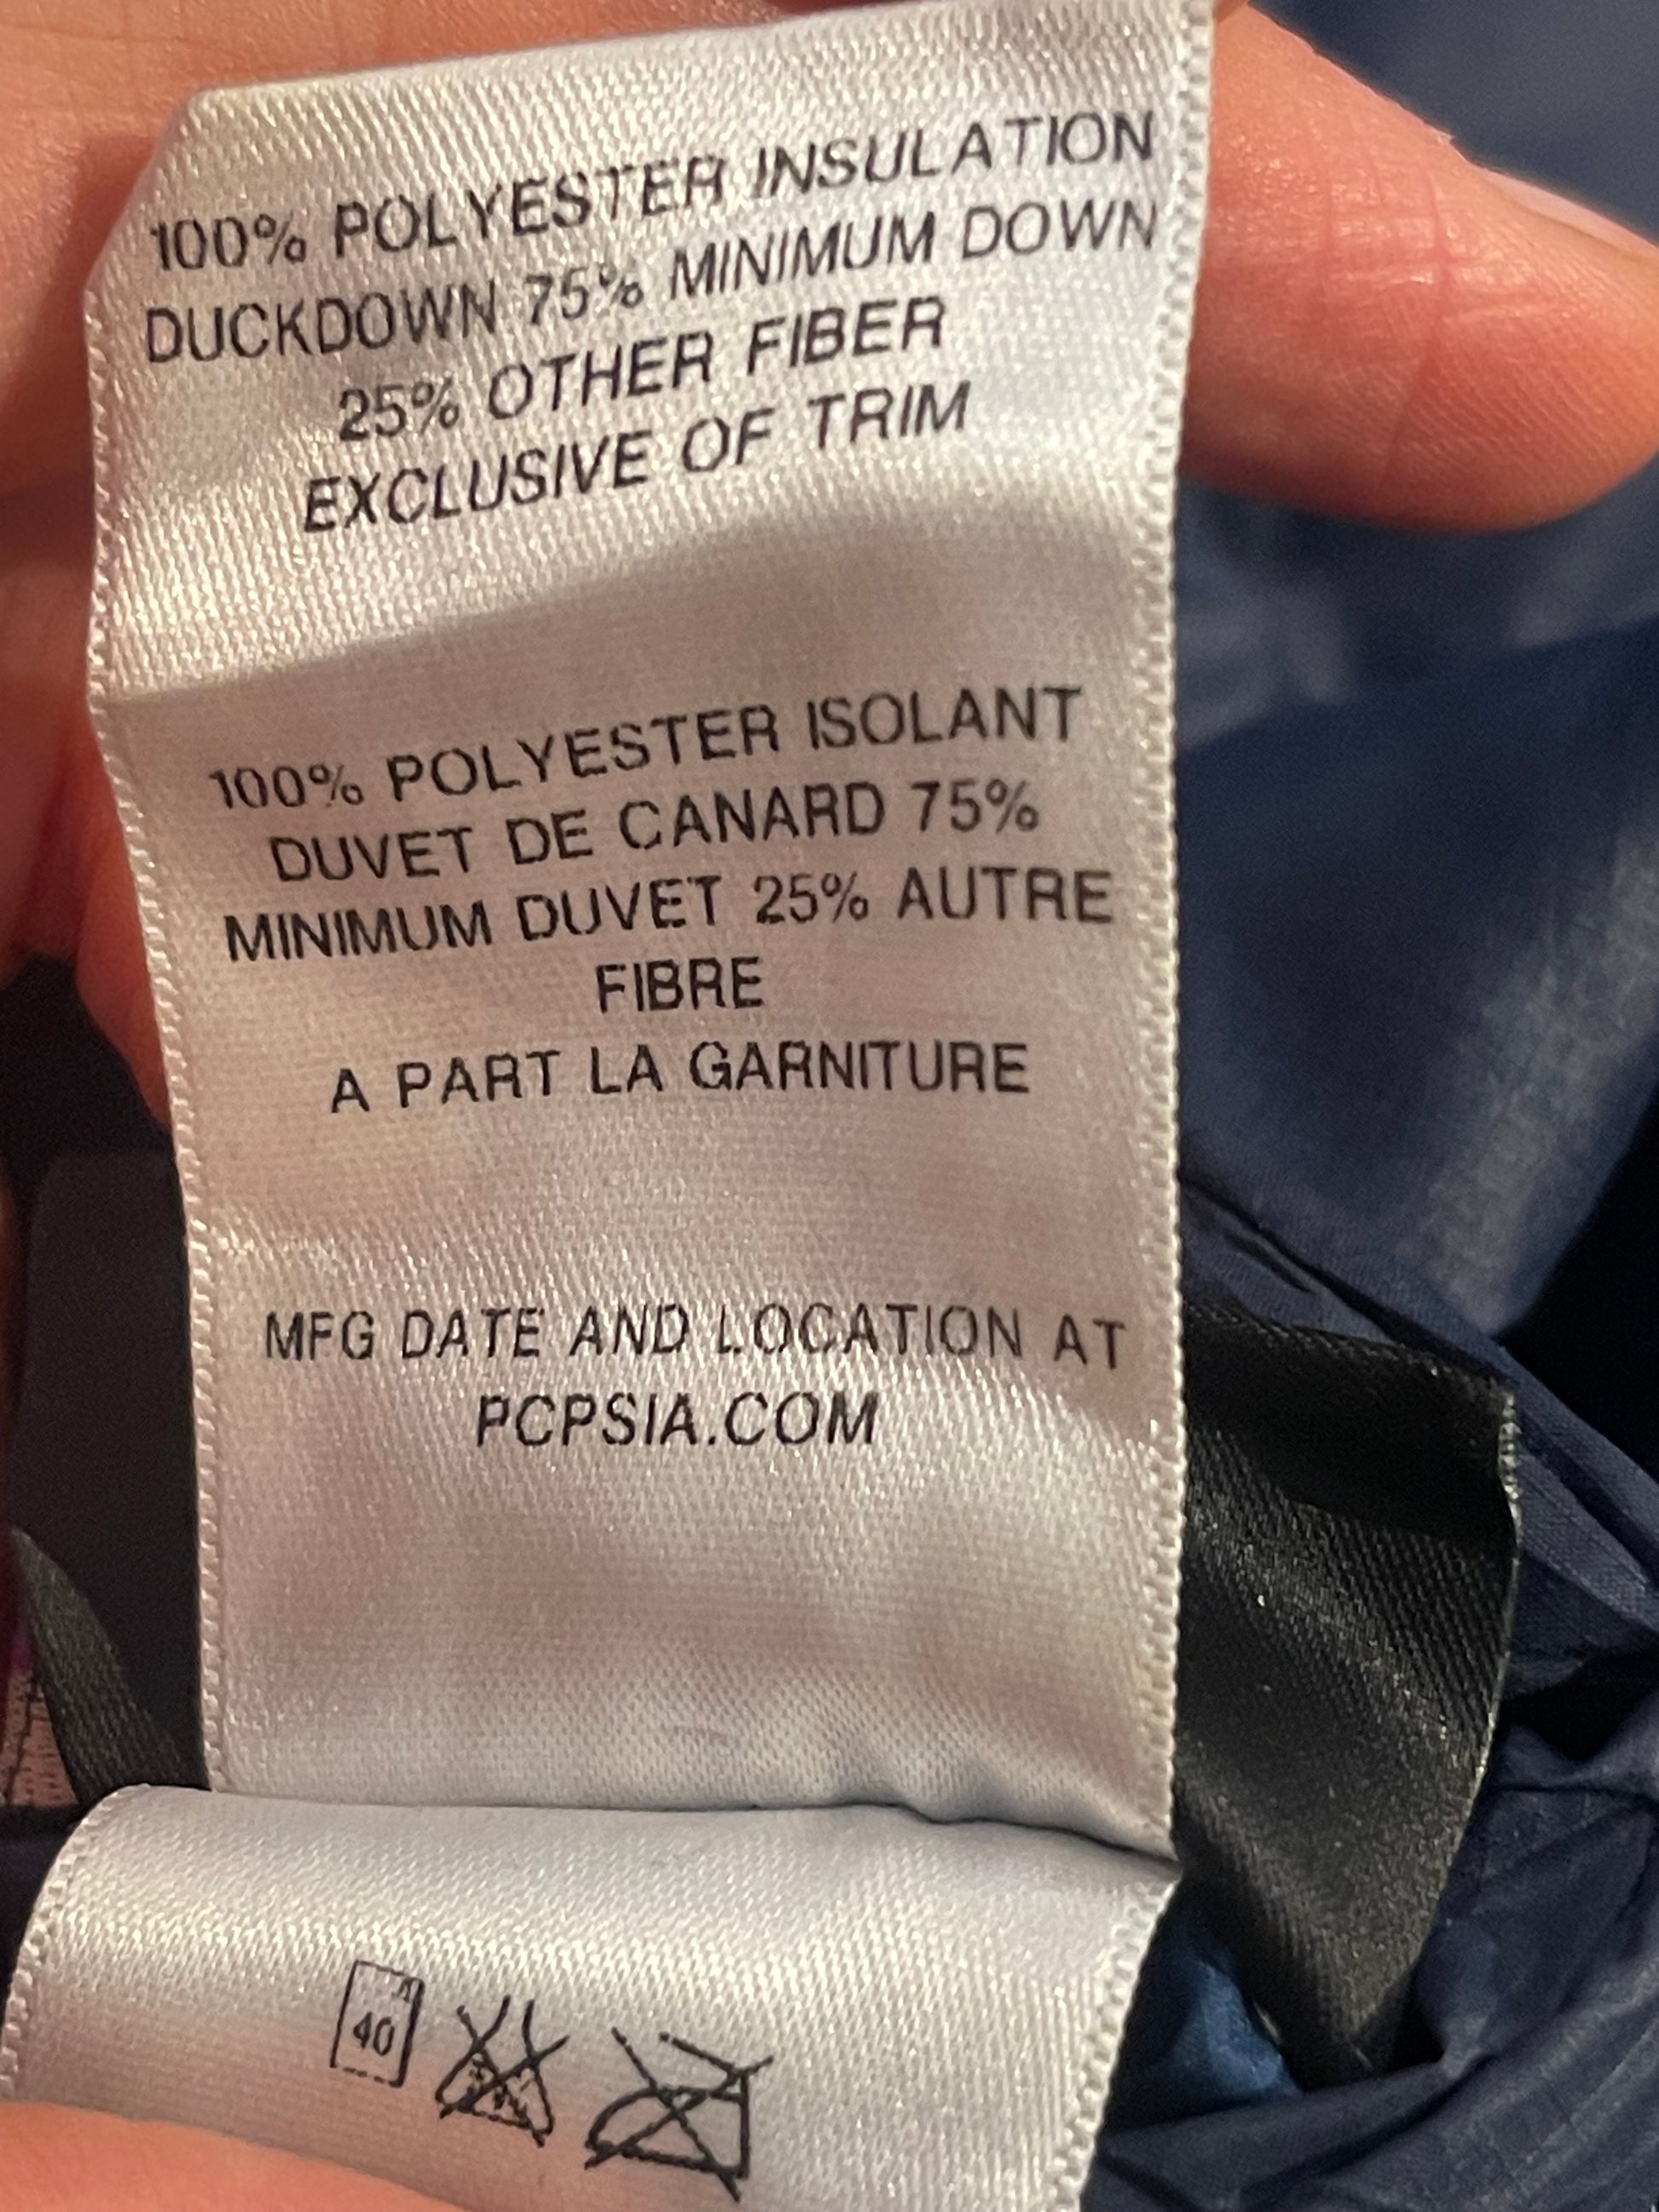 100% POLYESTER INSULATION
DUCKDOWN 75% MINIMUM DOWN
25% OTHER FIBER
EXCLUSIVE OF TRIM
100% POLYESTER ISOLANT
DUVET DE CANARD 75%
MINIMUM DUVET 25% AUTRE
FIBRE
A PART LA GARNITURE
MFG DATE AND LOCATION AT
PCPSIA.COM
40